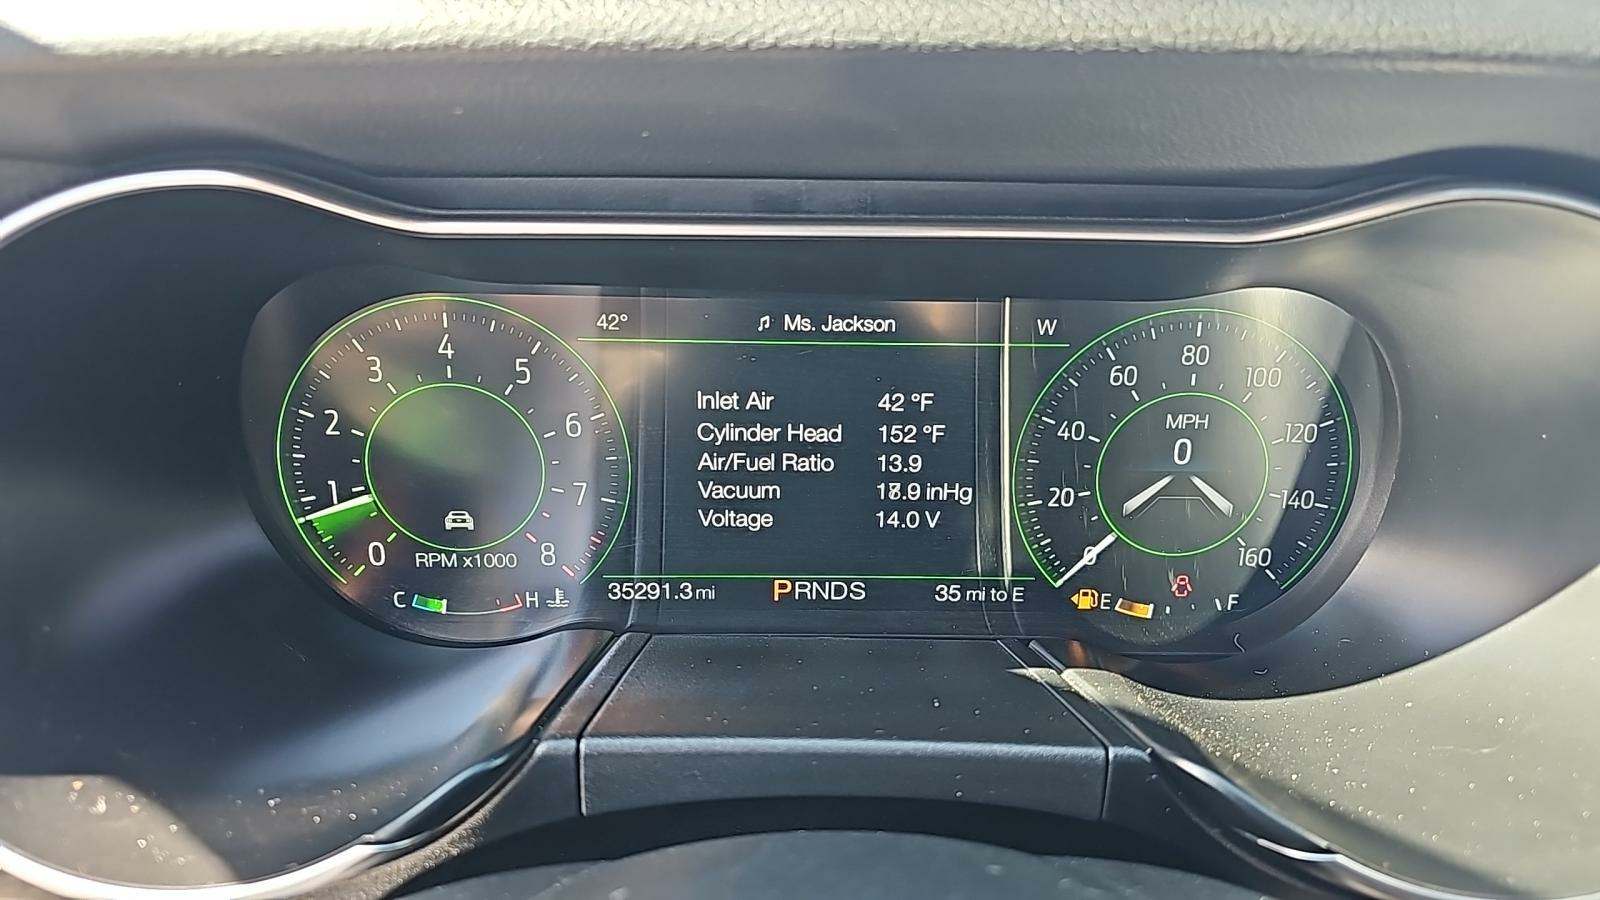 42° Ms. Jackson W
0 1 2 3 4 5 6 7 8
RPM x1000
C H
Inlet Air 42 °F
Cylinder Head 152 °F
Air/Fuel Ratio 13.9
Vacuum inHg
Voltage 14.0 V
35291.3 mi PRNDS 35 mi to E
0 20 40 60 80 100 120 140 160
MPH
0
E F